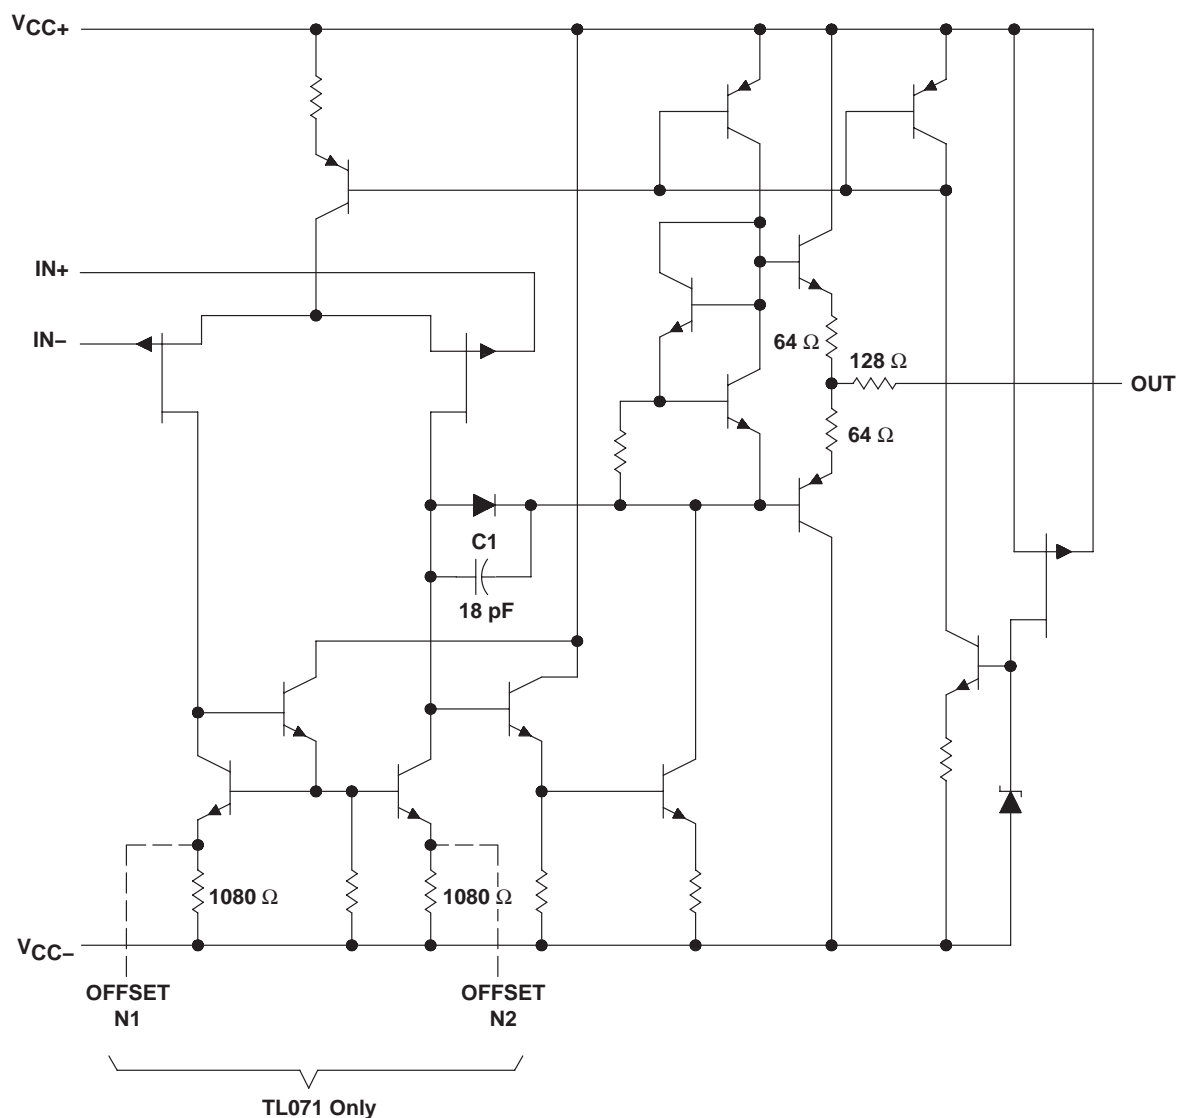 VCC+
IN+
IN−
64 Ω
128 Ω
OUT
64 Ω
C1
18 pF
1080 Ω
1080 Ω
VCC−
OFFSET
N1
OFFSET
N2
TL071 Only